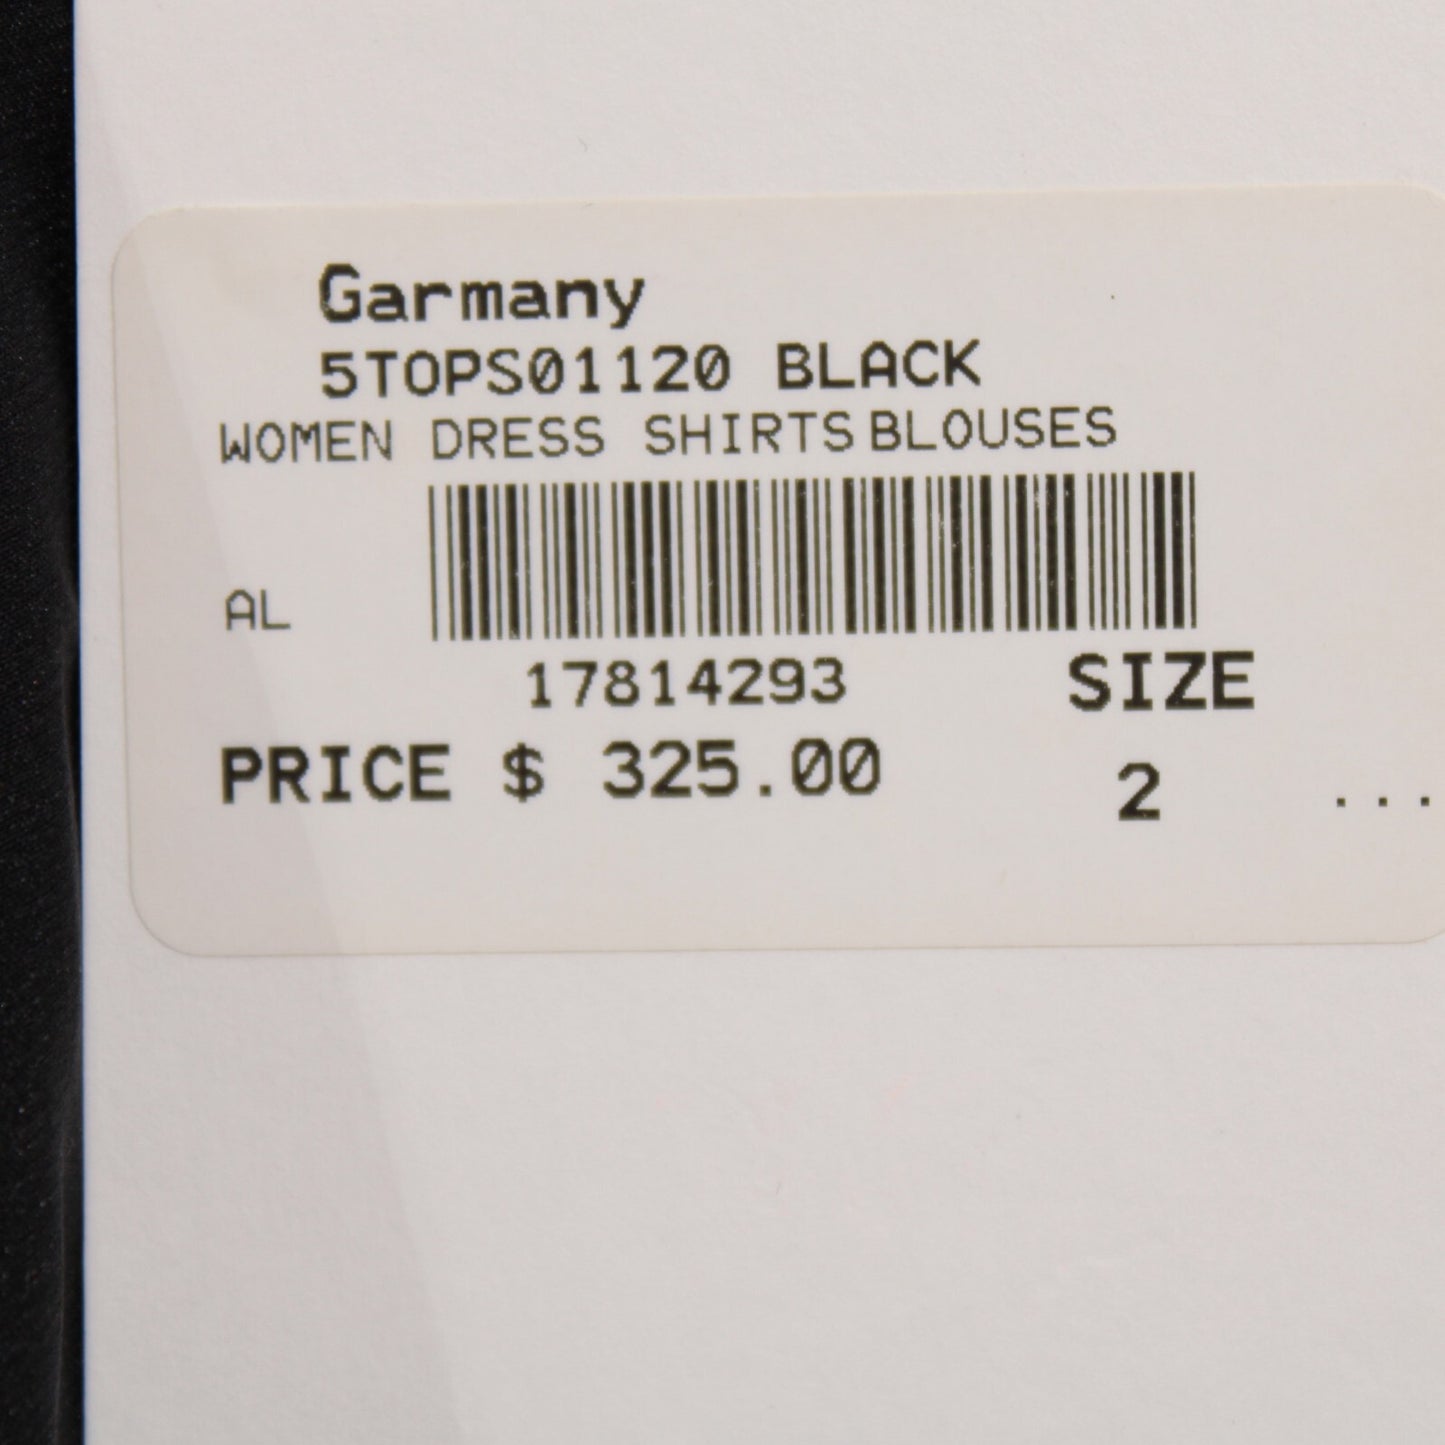 Garmany
5TOPS01120 BLACK
WOMEN DRESS SHIRTS BLOUSES
AL
17814293
SIZE
PRICE $ 325.00
2
...